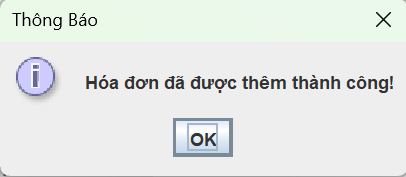 Thông Báo
Hóa đơn đã được thêm thành công!
OK